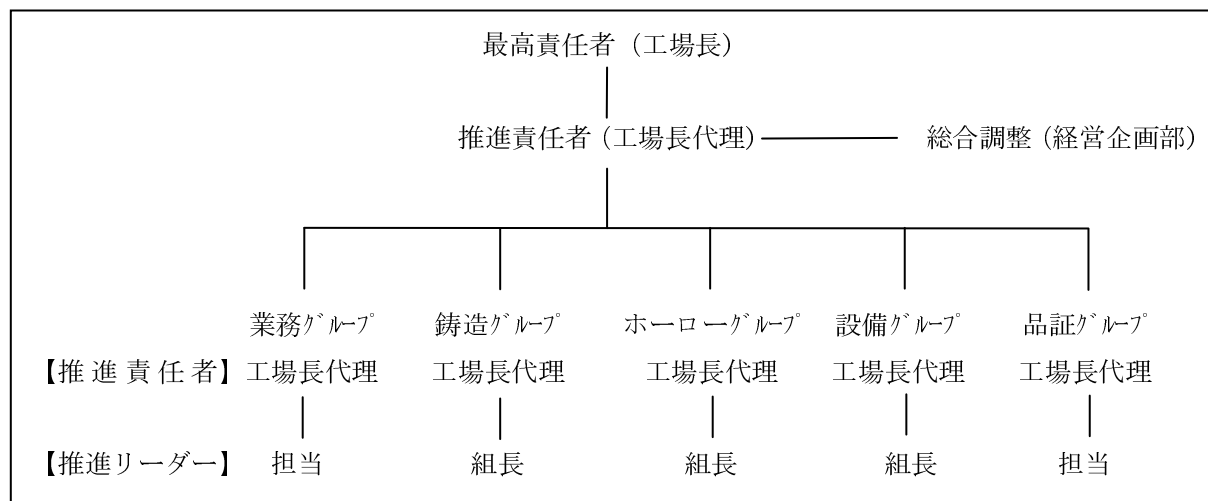 最高責任者（工場長）
推進責任者（工場長代理） 総合調整（経営企画部）
業務ｸﾞﾙｰﾌﾟ 鋳造ｸﾞﾙｰﾌﾟ ホーローｸﾞﾙｰﾌﾟ 設備ｸﾞﾙｰﾌﾟ 品証ｸﾞﾙｰﾌﾟ
【推進責任者】 工場長代理 工場長代理 工場長代理 工場長代理 工場長代理
【推進リーダー】 担当 組長 組長 組長 担当